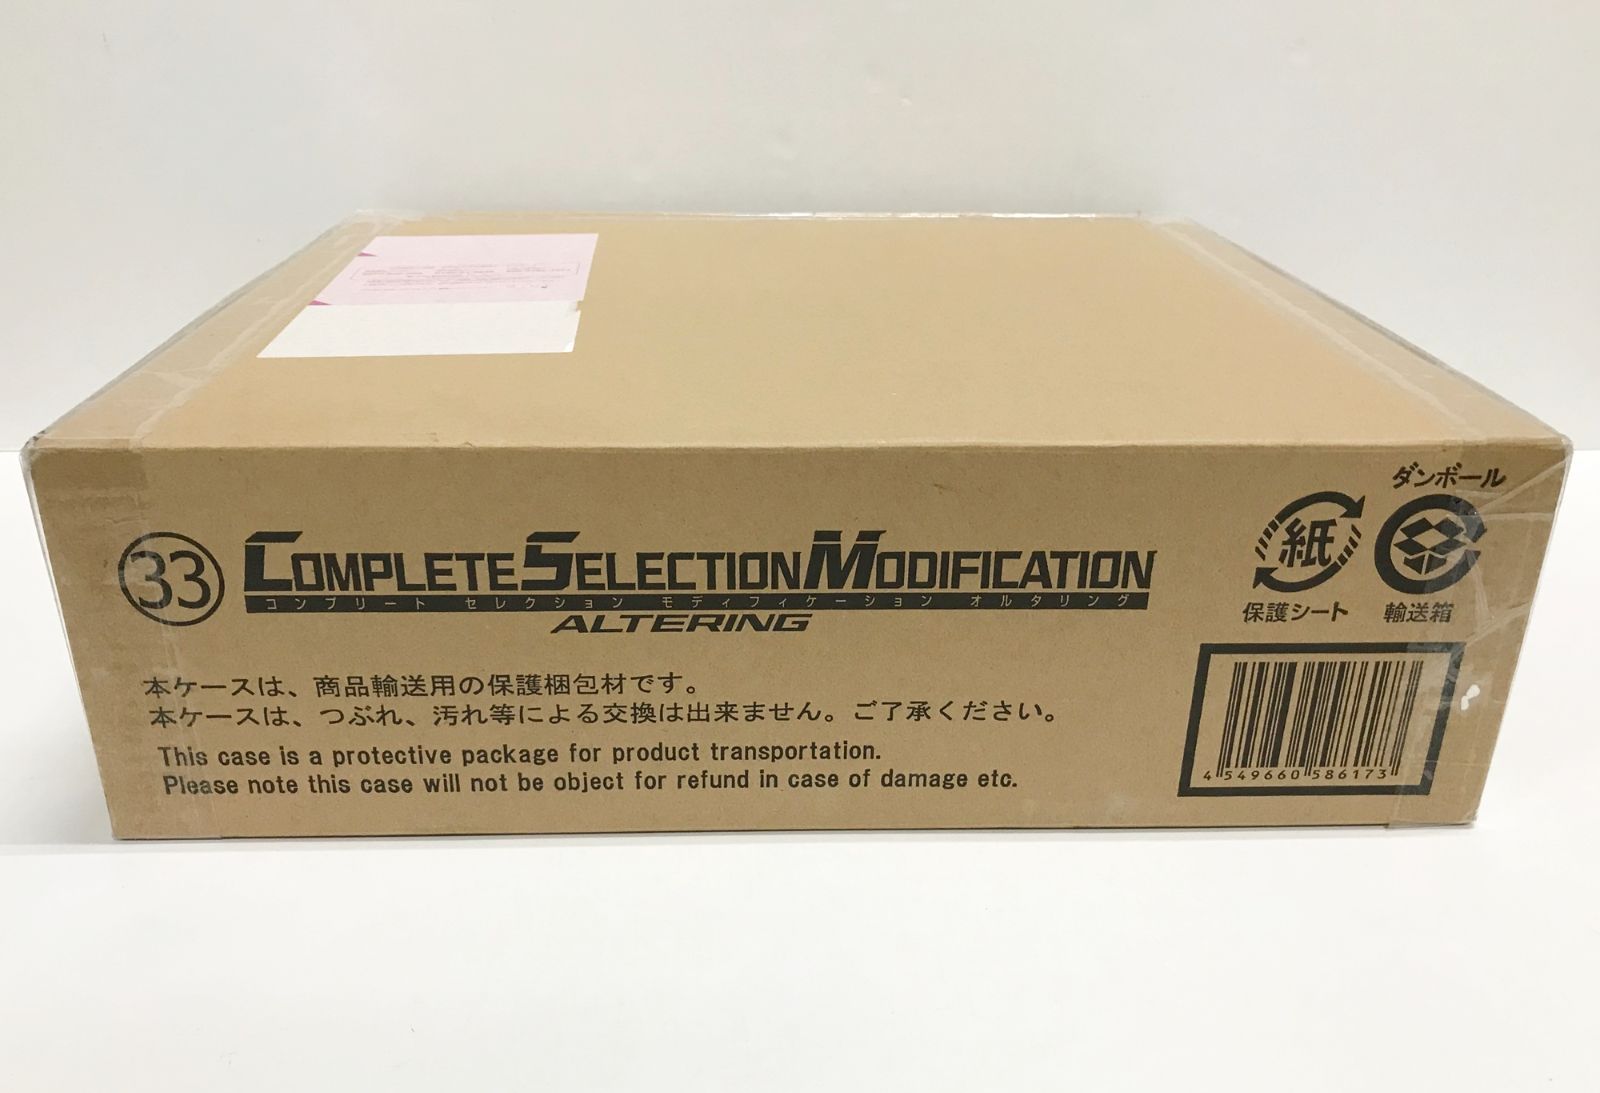 ダンボール
33
COMPLETE SELECTION MODIFICATION
コンプリート セレクション モディフィケーション オルタリング
ALTERING
紙
保護シート
輸送箱
本ケースは、商品輸送用の保護梱包材です。
本ケースは、つぶれ、汚れ等による交換は出来ません。ご了承ください。
This case is a protective package for product transportation.
Please note this case will not be object for refund in case of damage etc.
4 549660 586173